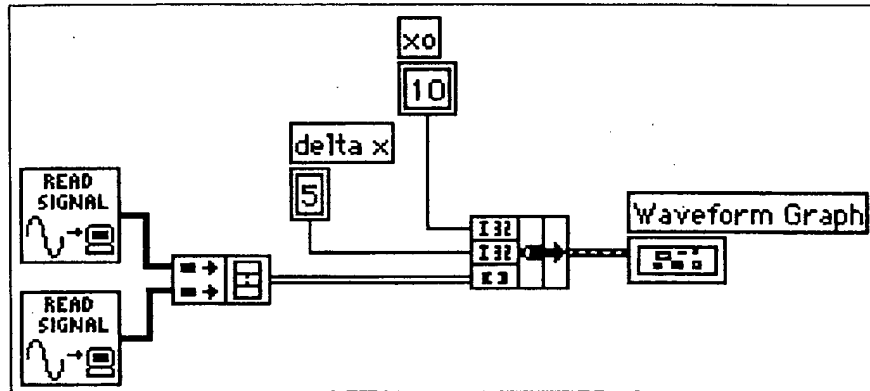 xo
10
delta x
5
READ
SIGNAL
Waveform Graph
I32
I32
READ
SIGNAL